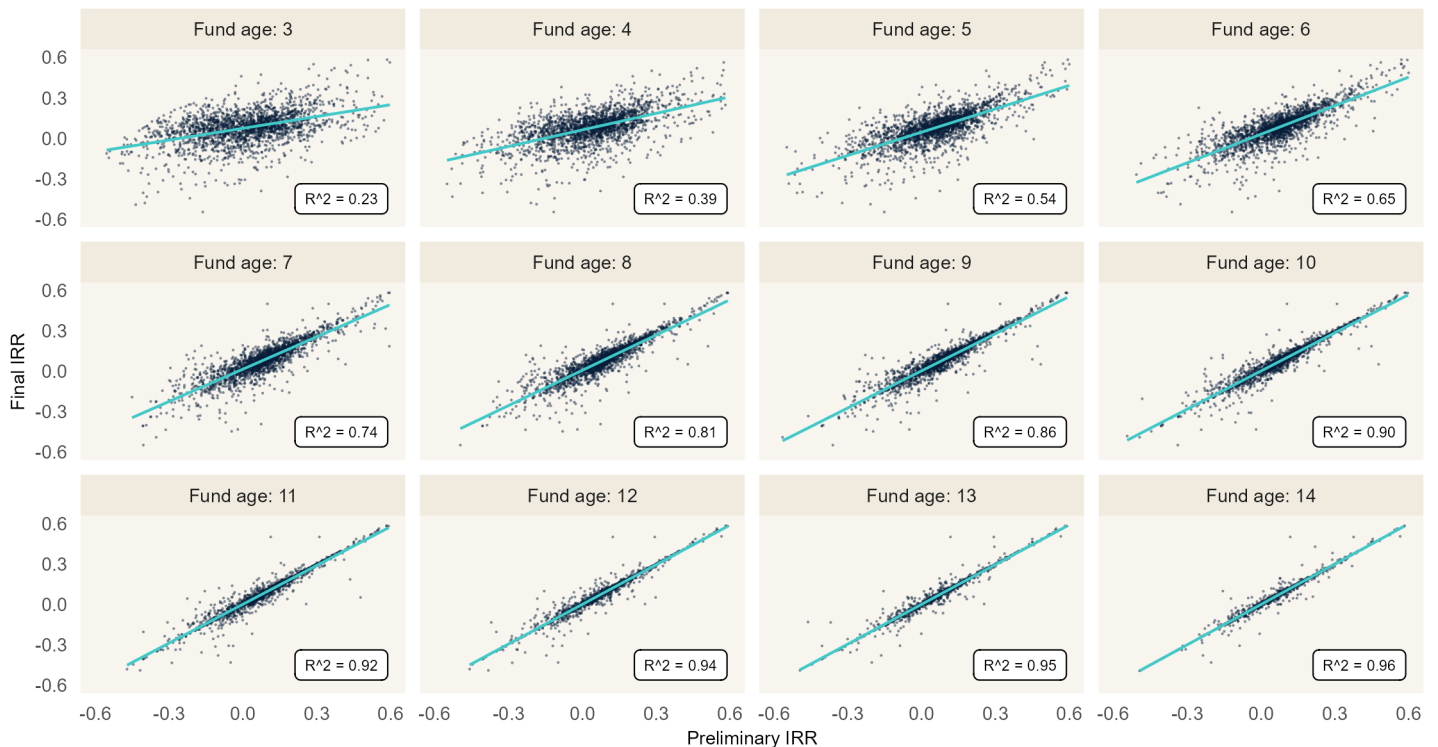 Fund age: 3
Fund age: 4
Fund age: 5
Fund age: 6
0.6
0.3
0.0
-0.3
-0.6
R^2 = 0.23
R^2 = 0.39
R^2 = 0.54
R^2 = 0.65
Fund age: 7
Fund age: 8
Fund age: 9
Fund age: 10
0.6
0.3
0.0
-0.3
-0.6
R^2 = 0.74
R^2 = 0.81
R^2 = 0.86
R^2 = 0.90
Final IRR
Fund age: 11
Fund age: 12
Fund age: 13
Fund age: 14
0.6
0.3
0.0
-0.3
-0.6
R^2 = 0.92
R^2 = 0.94
R^2 = 0.95
R^2 = 0.96
-0.6 -0.3 0.0 0.3 0.6
-0.6 -0.3 0.0 0.3 0.6
-0.6 -0.3 0.0 0.3 0.6
-0.6 -0.3 0.0 0.3 0.6
Preliminary IRR